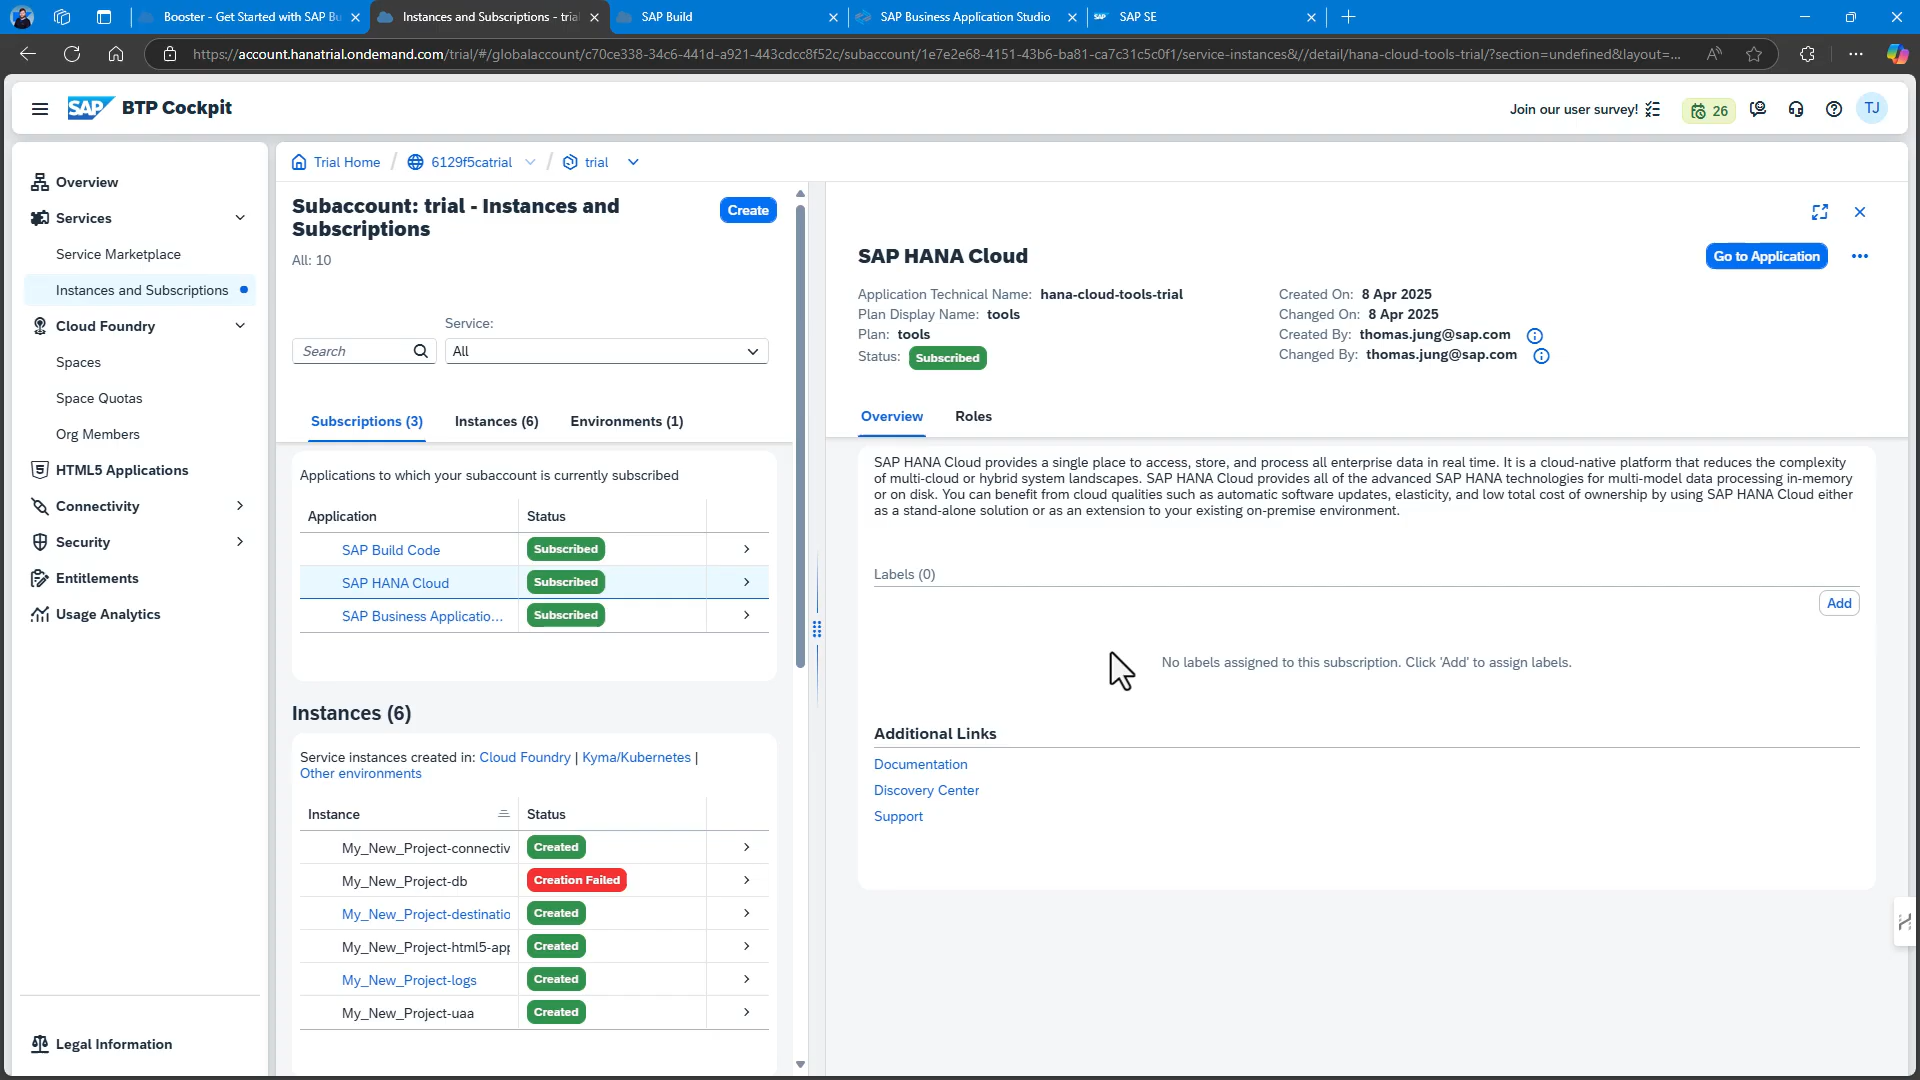 Booster - Get Started with SAP Bu
Instances and Subscriptions - tria
SAP Build
SAP Business Application Studio
SAP SAP SE
https://account.hanatrial.ondemand.com/trial/#/globalaccount/c70ce338-34c6-441d-a921-443cdcc8f52c/subaccount/1e7e2e68-4151-43b6-ba81-ca7c31c5c0f1/service-instances&//detail/hana-cloud-tools-trial/?section=undefined&layout=...
SAP BTP Cockpit
Join our user survey!
26
TJ
Overview
Services
Service Marketplace
Instances and Subscriptions
Cloud Foundry
Spaces
Space Quotas
Org Members
HTML5 Applications
Connectivity
Security
Entitlements
Usage Analytics
Legal Information
Trial Home / 6129f5catrial / trial
Subaccount: trial - Instances and
Subscriptions
Create
All: 10
Service:
Search
All
Subscriptions (3)
Instances (6)
Environments (1)
Applications to which your subaccount is currently subscribed
Application Status
SAP Build Code Subscribed
SAP HANA Cloud Subscribed
SAP Business Applicatio... Subscribed
Instances (6)
Service instances created in: Cloud Foundry | Kyma/Kubernetes |
Other environments
Instance Status
My_New_Project-connectiv Created
My_New_Project-db Creation Failed
My_New_Project-destinatio Created
My_New_Project-html5-app Created
My_New_Project-logs Created
My_New_Project-uaa Created
SAP HANA Cloud
Go to Application
Application Technical Name: hana-cloud-tools-trial
Plan Display Name: tools
Plan: tools
Status: Subscribed
Created On: 8 Apr 2025
Changed On: 8 Apr 2025
Created By: thomas.jung@sap.com
Changed By: thomas.jung@sap.com
Overview
Roles
SAP HANA Cloud provides a single place to access, store, and process all enterprise data in real time. It is a cloud-native platform that reduces the complexity
of multi-cloud or hybrid system landscapes. SAP HANA Cloud provides all of the advanced SAP HANA technologies for multi-model data processing in-memory
or on disk. You can benefit from cloud qualities such as automatic software updates, elasticity, and low total cost of ownership by using SAP HANA Cloud either
as a stand-alone solution or as an extension to your existing on-premise environment.
Labels (0)
Add
No labels assigned to this subscription. Click 'Add' to assign labels.
Additional Links
Documentation
Discovery Center
Support